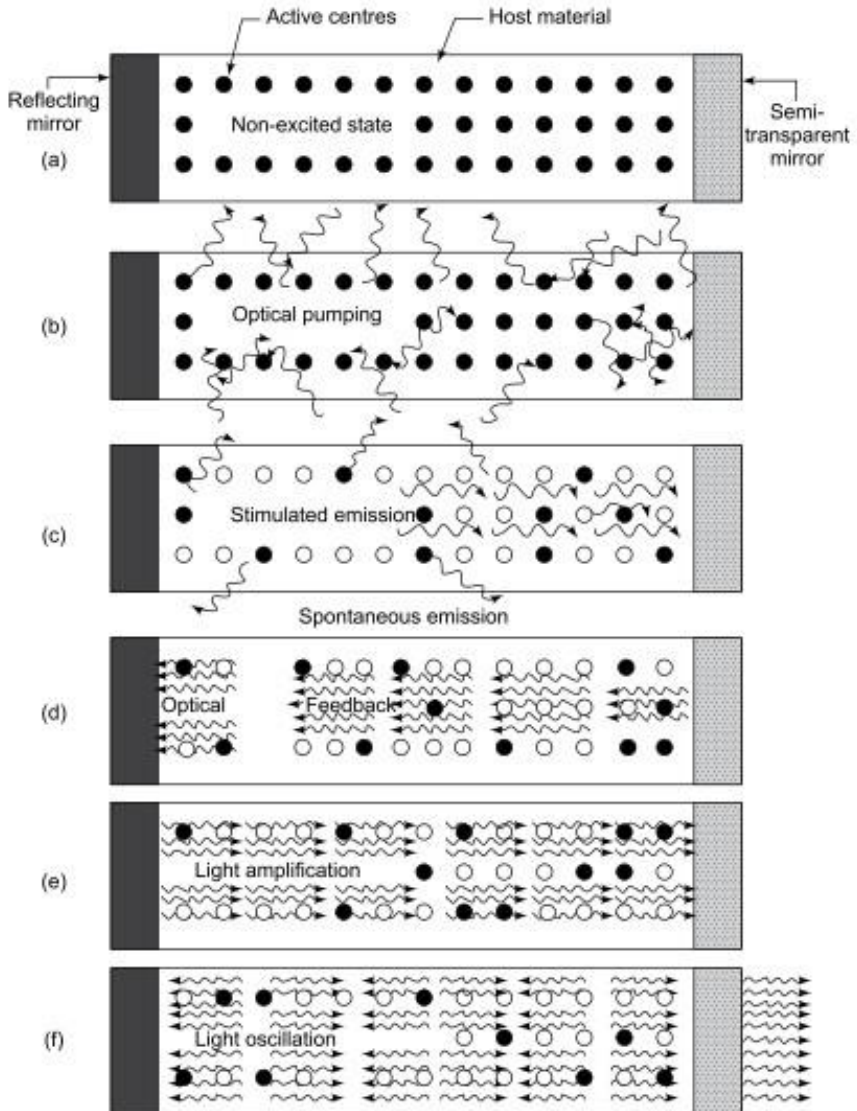 Active centres
Host material
Reflecting
mirror
Semi-
transparent
mirror
(a)
Non-excited state
(b)
Optical pumping
(c)
Stimulated emission
Spontaneous emission
(d)
Optical
Feedback
(e)
Light amplification
(f)
Light oscillation